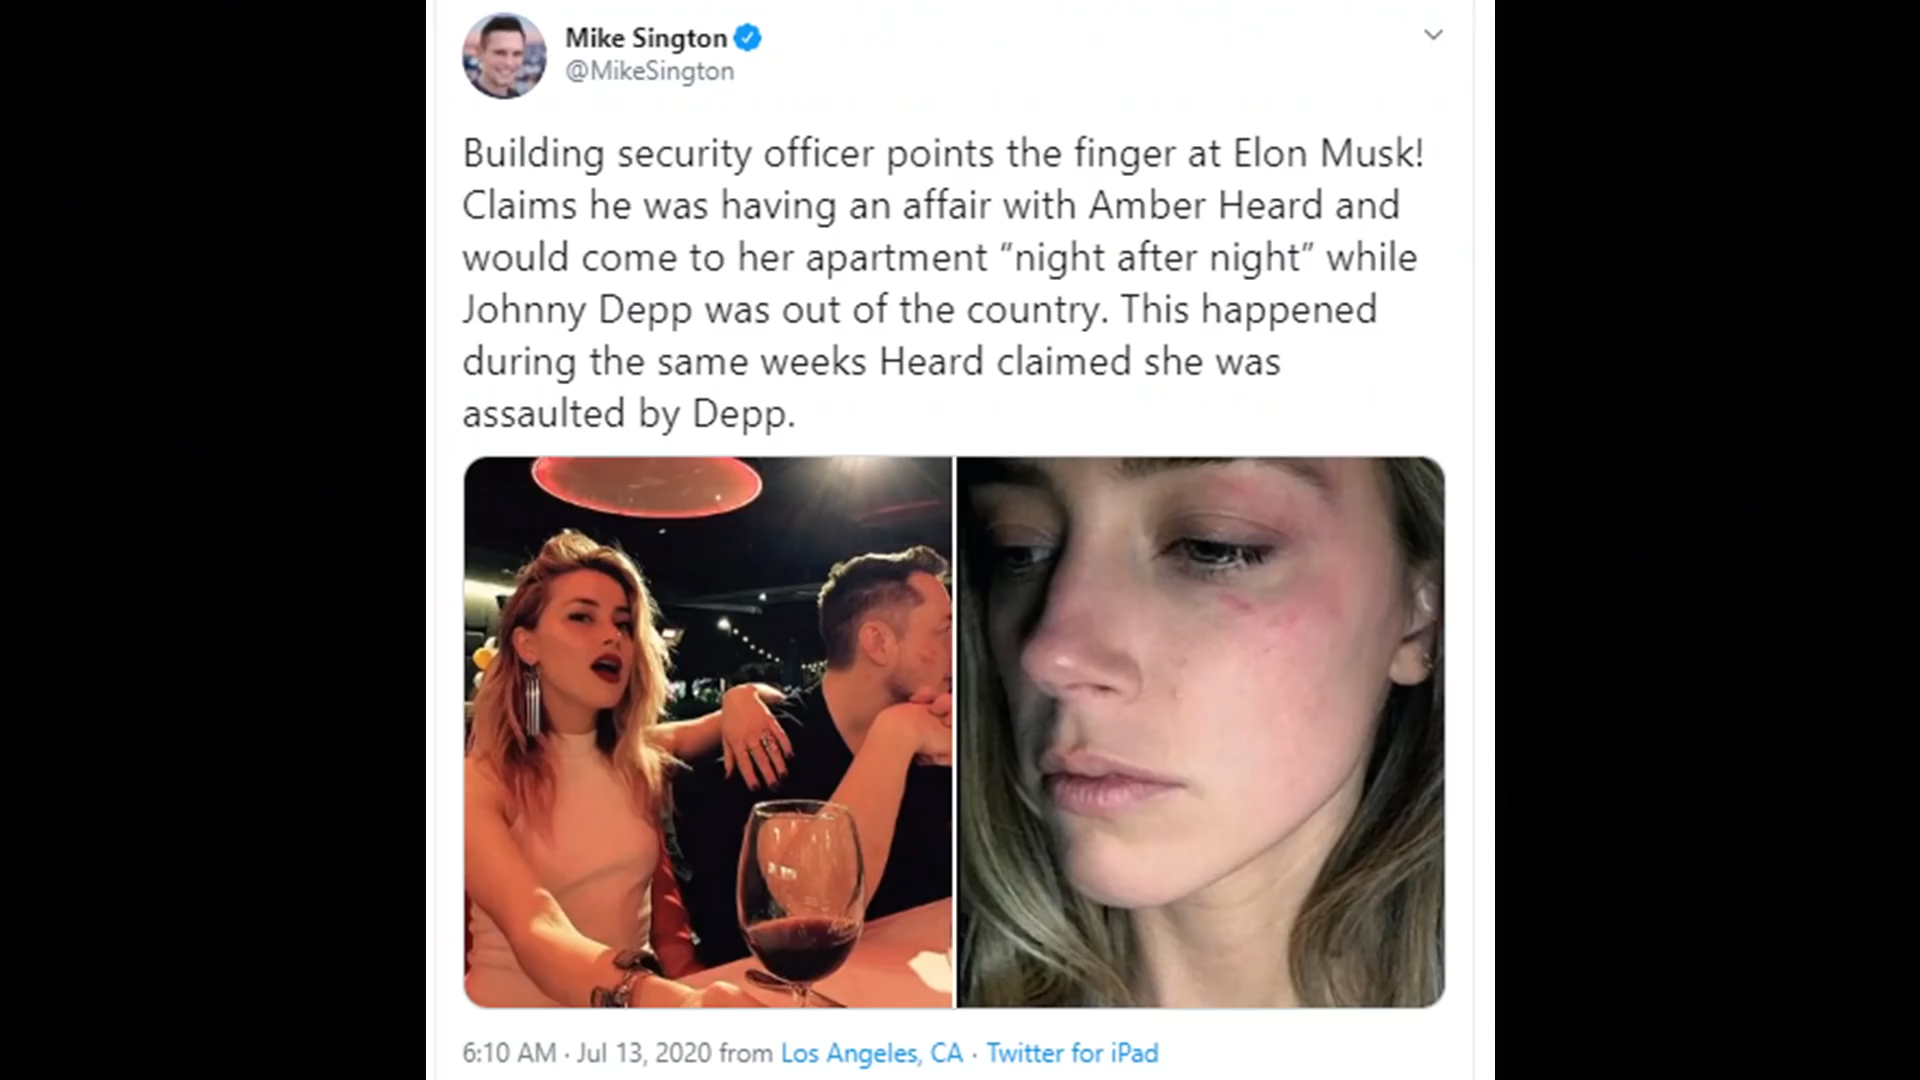 Mike Sington
@MikeSington
Building security officer points the finger at Elon Musk!
Claims he was having an affair with Amber Heard and
would come to her apartment “night after night” while
Johnny Depp was out of the country. This happened
during the same weeks Heard claimed she was
assaulted by Depp.
6:10 AM · Jul 13, 2020 from Los Angeles, CA · Twitter for iPad